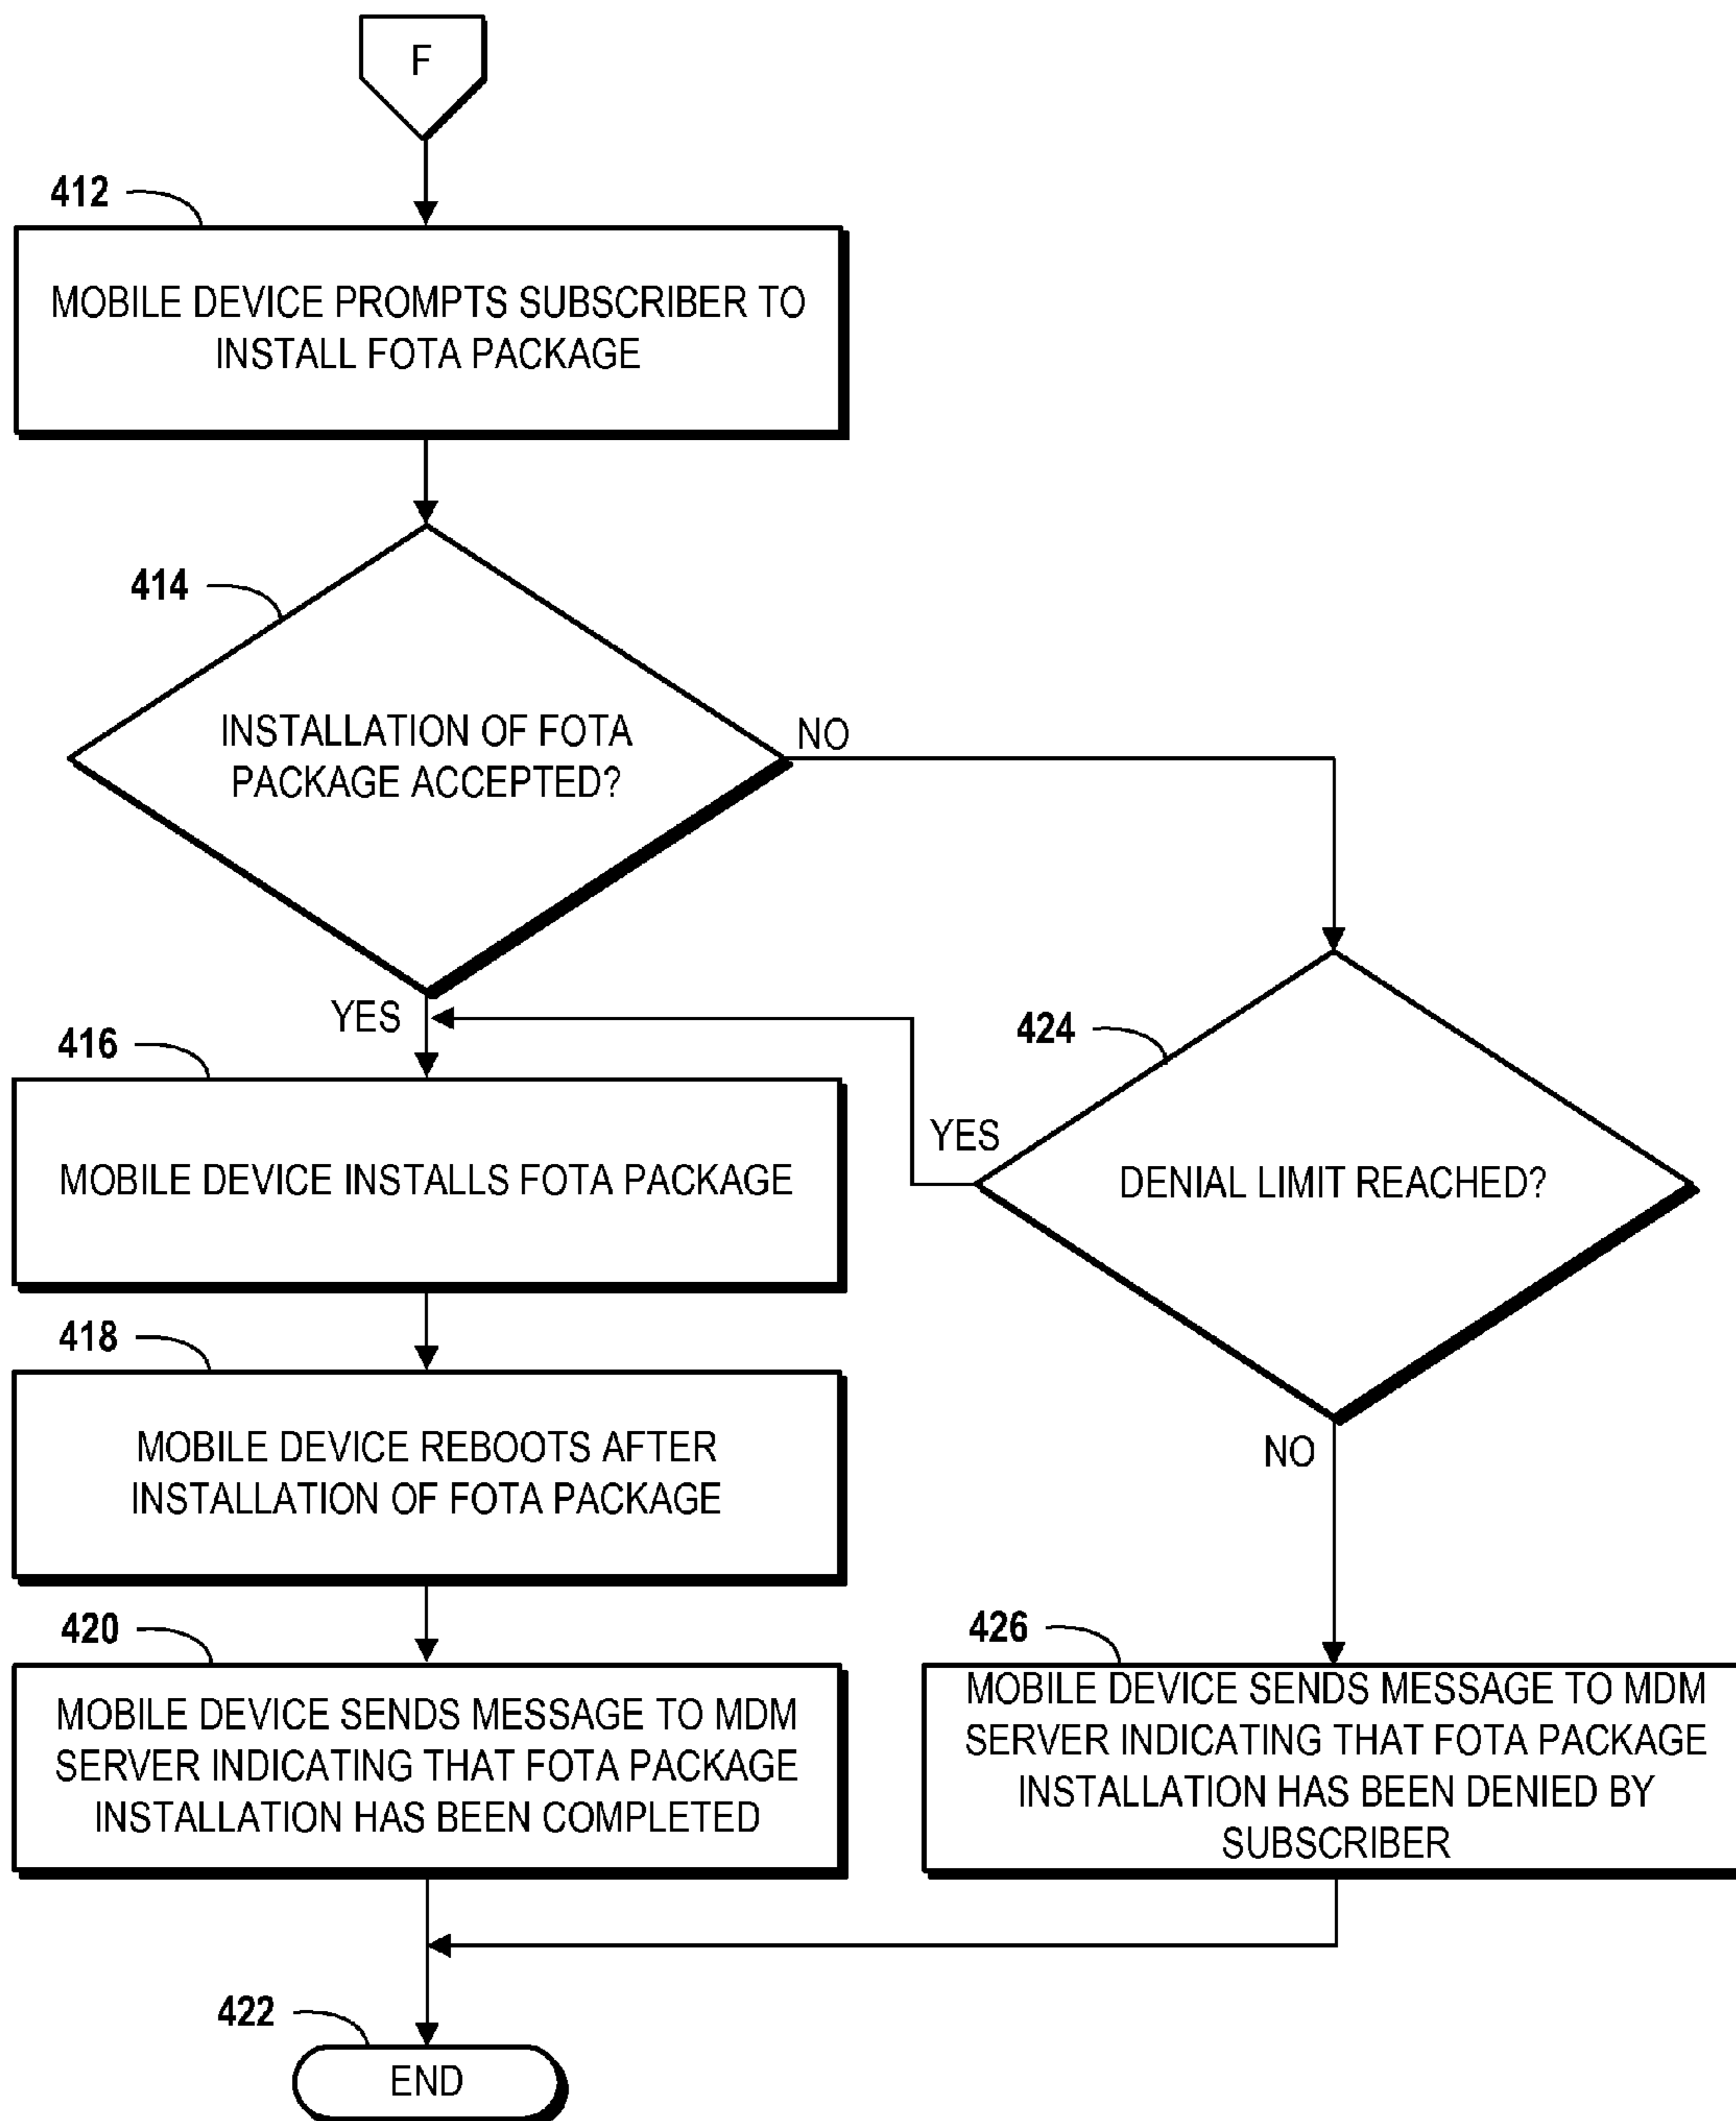 F
412
MOBILE DEVICE PROMPTS SUBSCRIBER TO
INSTALL FOTA PACKAGE
414
INSTALLATION OF FOTA
PACKAGE ACCEPTED?
NO
YES
424
DENIAL LIMIT REACHED?
YES
NO
416
MOBILE DEVICE INSTALLS FOTA PACKAGE
418
MOBILE DEVICE REBOOTS AFTER
INSTALLATION OF FOTA PACKAGE
420
MOBILE DEVICE SENDS MESSAGE TO MDM
SERVER INDICATING THAT FOTA PACKAGE
INSTALLATION HAS BEEN COMPLETED
426
MOBILE DEVICE SENDS MESSAGE TO MDM
SERVER INDICATING THAT FOTA PACKAGE
INSTALLATION HAS BEEN DENIED BY
SUBSCRIBER
422
END